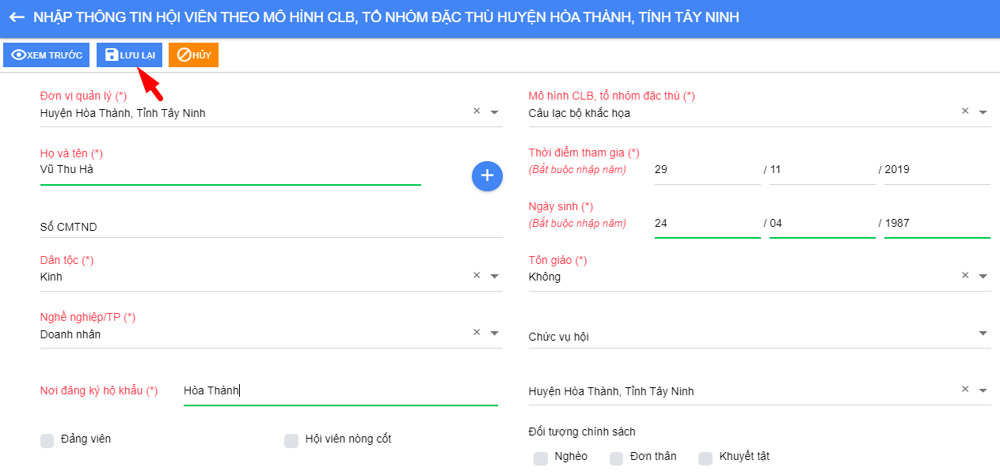 NHẬP THÔNG TIN HỘI VIÊN THEO MÔ HÌNH CLB, TỔ NHÓM ĐẶC THÙ HUYỆN HÒA THÀNH, TỈNH TÂY NINH
XEM TRƯỚC LƯU LẠI HỦY
Đơn vị quản lý (*)
Huyện Hòa Thành, Tỉnh Tây Ninh
Mô hình CLB, tổ nhóm đặc thù (*)
Câu lạc bộ khắc họa
Họ và tên (*)
Vũ Thu Hà
Thời điểm tham gia (*)
(Bắt buộc nhập năm) 29 / 11 / 2019
Số CMTND
Ngày sinh (*)
(Bắt buộc nhập năm) 24 / 04 / 1987
Dân tộc (*)
Kinh
Tôn giáo (*)
Không
Nghề nghiệp/TP (*)
Doanh nhân
Chức vụ hội
Nơi đăng ký hộ khẩu (*) Hòa Thành
Huyện Hòa Thành, Tỉnh Tây Ninh
Đảng viên Hội viên nòng cốt
Đối tượng chính sách
Nghèo Đơn thân Khuyết tật